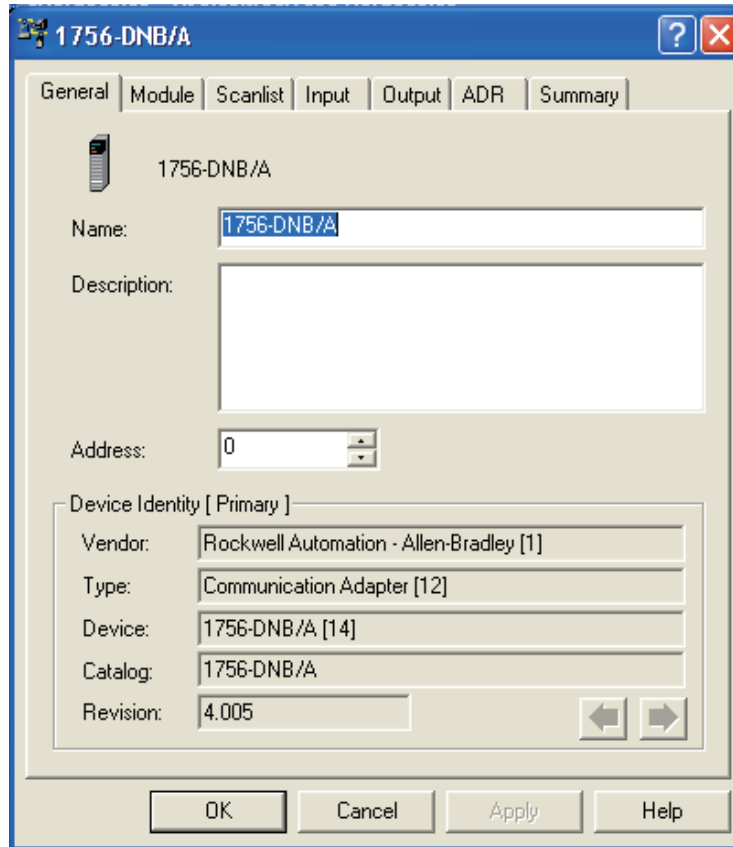 1756-DNB/A
General Module Scanlist Input Output ADR Summary
1756-DNB/A
Name: 1756-DNB/A
Description:
Address: 0
Device Identity [ Primary ]
Vendor: Rockwell Automation - Allen-Bradley [1]
Type: Communication Adapter [12]
Device: 1756-DNB/A [14]
Catalog: 1756-DNB/A
Revision: 4.005
OK Cancel Apply Help